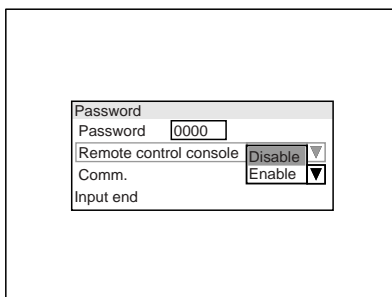 Password
Password 0000
Remote control console Disable ▼
Comm. Enable ▼
Input end